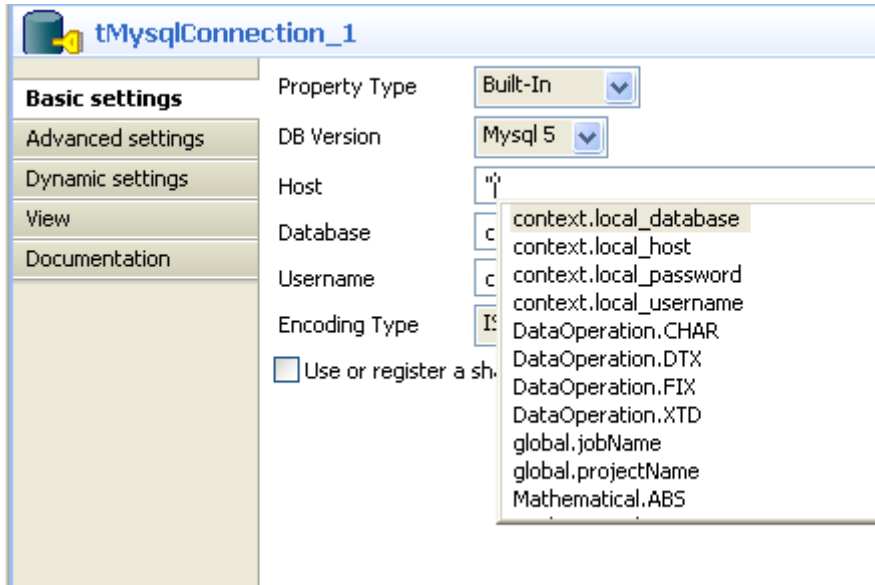 tMysqlConnection_1
Basic settings
Advanced settings
Dynamic settings
View
Documentation
Property Type Built-In
DB Version Mysql 5
Host ""
Database c
Username c
Encoding Type IS
Use or register a sh
context.local_database
context.local_host
context.local_password
context.local_username
DataOperation.CHAR
DataOperation.DTX
DataOperation.FIX
DataOperation.XTD
global.jobName
global.projectName
Mathematical.ABS